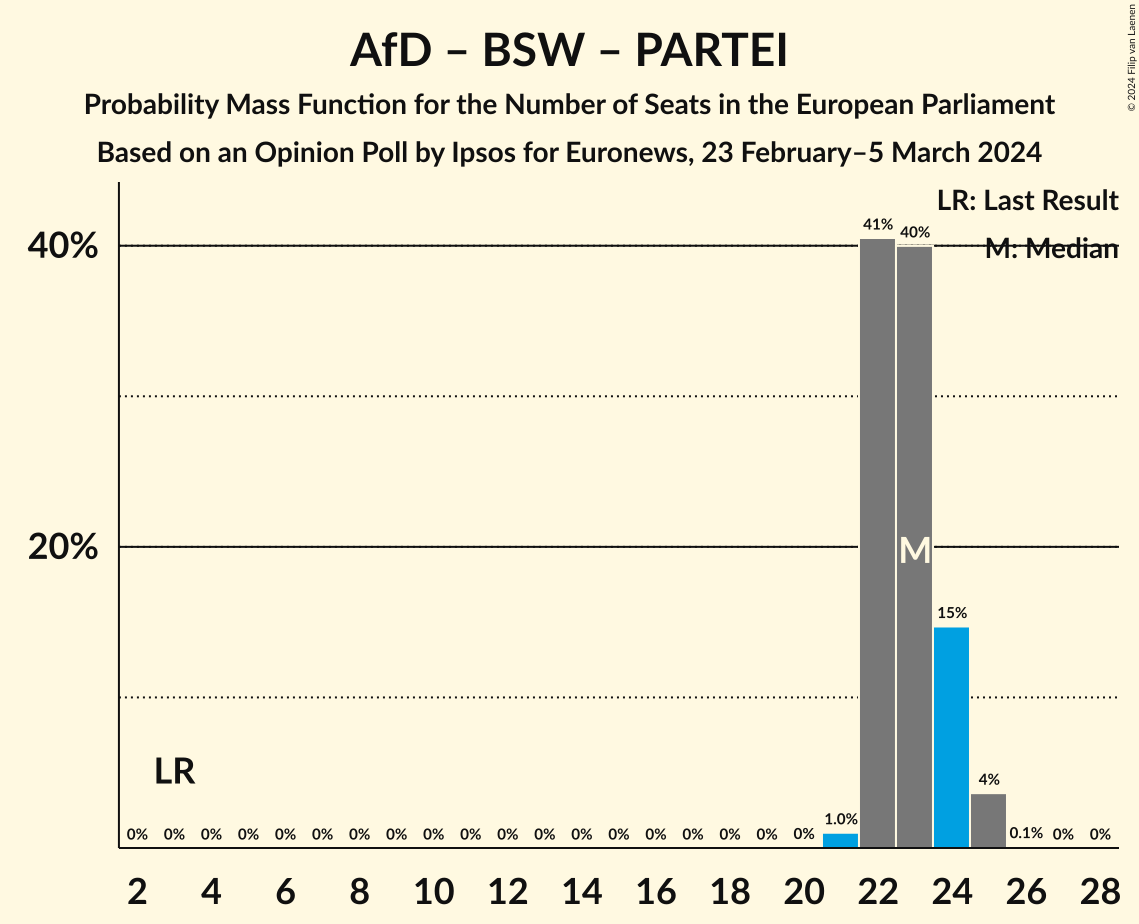 AfD – BSW – PARTEI
Probability Mass Function for the Number of Seats in the European Parliament
Based on an Opinion Poll by Ipsos for Euronews, 23 February–5 March 2024
© 2024 Filip van Laenen
LR: Last Result
M: Median
40%
20%
41%
40%
M
15%
4%
LR
0% 0% 0% 0% 0% 0% 0% 0% 0% 0% 0% 0% 0% 0% 0% 0% 0% 0% 0% 1.0% 0.1% 0% 0%
2 4 6 8 10 12 14 16 18 20 22 24 26 28